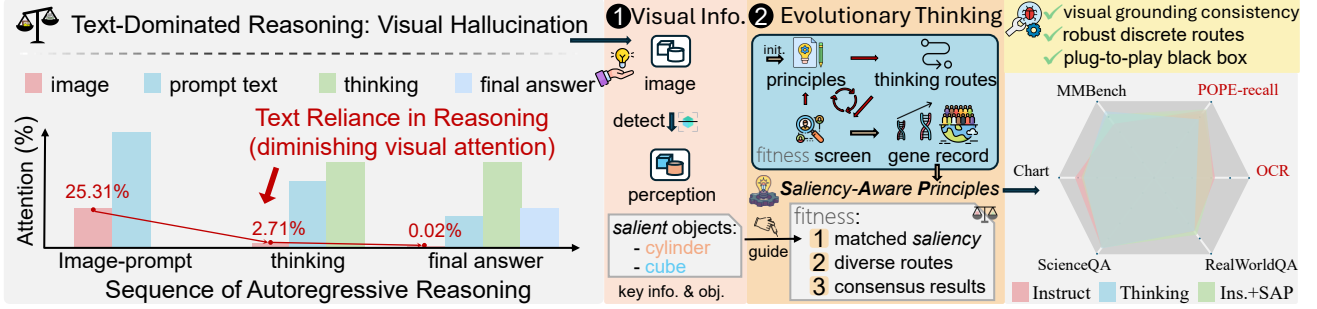 Text-Dominated Reasoning: Visual Hallucination
image
prompt text
thinking
final answer
Attention (%)
Text Reliance in Reasoning
(diminishing visual attention)
25.31%
2.71%
0.02%
Image-prompt
thinking
final answer
Sequence of Autoregressive Reasoning
1 Visual Info.
image
detect
perception
salient objects:
- cylinder
- cube
key info. & obj.
2 Evolutionary Thinking
init.
principles
thinking routes
fitness screen
gene record
Saliency-Aware Principles
guide
fitness:
1 matched saliency
2 diverse routes
3 consensus results
visual grounding consistency
robust discrete routes
plug-to-play black box
MMBench
POPE-recall
Chart
OCR
ScienceQA
RealWorldQA
Instruct
Thinking
Ins.+SAP